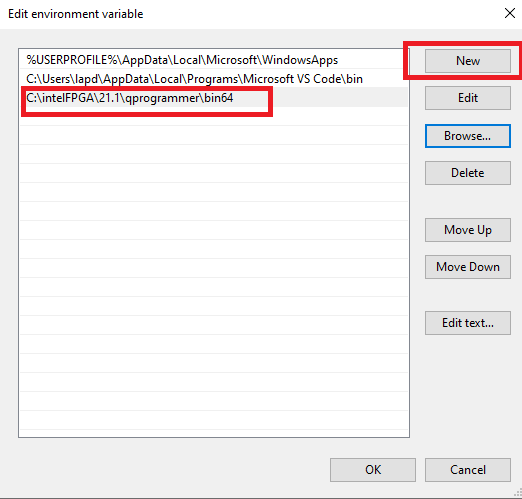 Edit environment variable
%USERPROFILE%\AppData\Local\Microsoft\WindowsApps
C:\Users\lapd\AppData\Local\Programs\Microsoft VS Code\bin
C:\intelFPGA\21.1\qprogrammer\bin64
New
Edit
Browse...
Delete
Move Up
Move Down
Edit text...
OK
Cancel